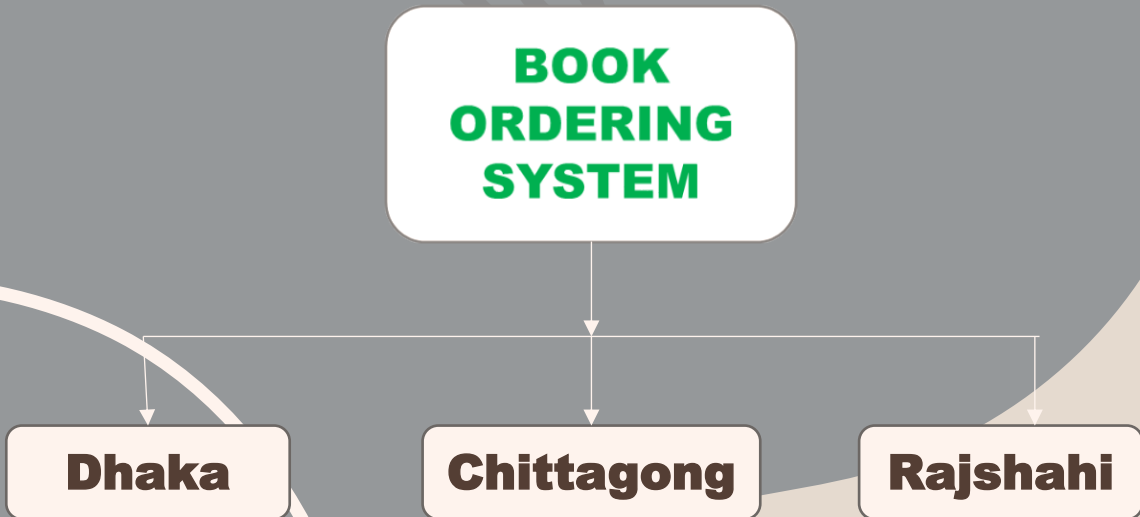 BOOK
ORDERING
SYSTEM
Dhaka
Chittagong
Rajshahi